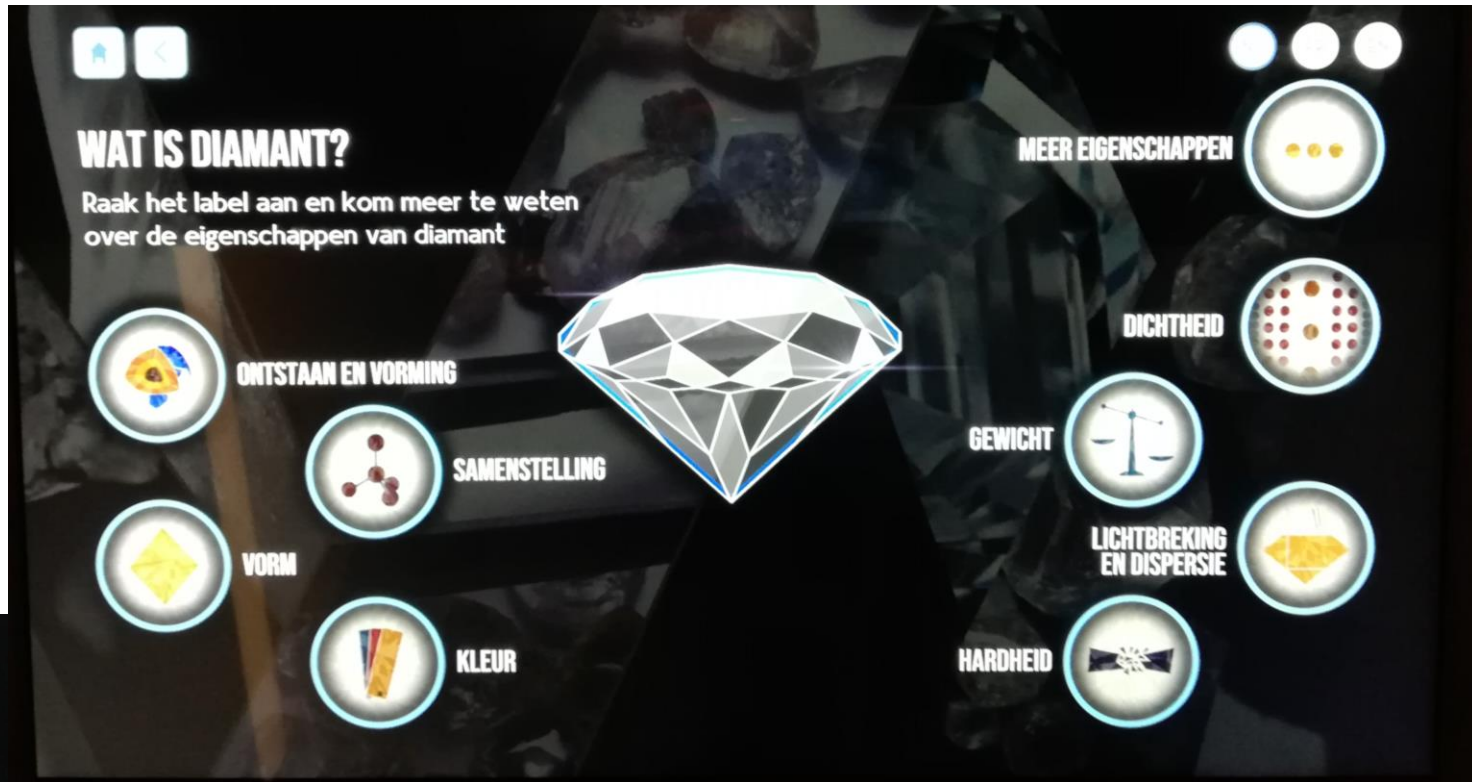 WAT IS DIAMANT?
Raak het label aan en kom meer te weten
over de eigenschappen van diamant
ONTSTAAN EN VORMING
SAMENSTELLING
VORM
KLEUR
MEER EIGENSCHAPPEN
DICHTHEID
GEWICHT
LICHTBREKING
EN DISPERSIE
HARDHEID